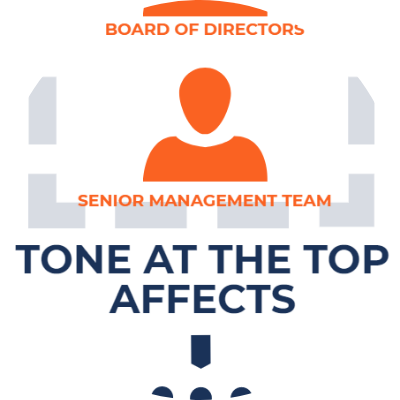 BOARD OF DIRECTORS
SENIOR MANAGEMENT TEAM
TONE AT THE TOP
AFFECTS